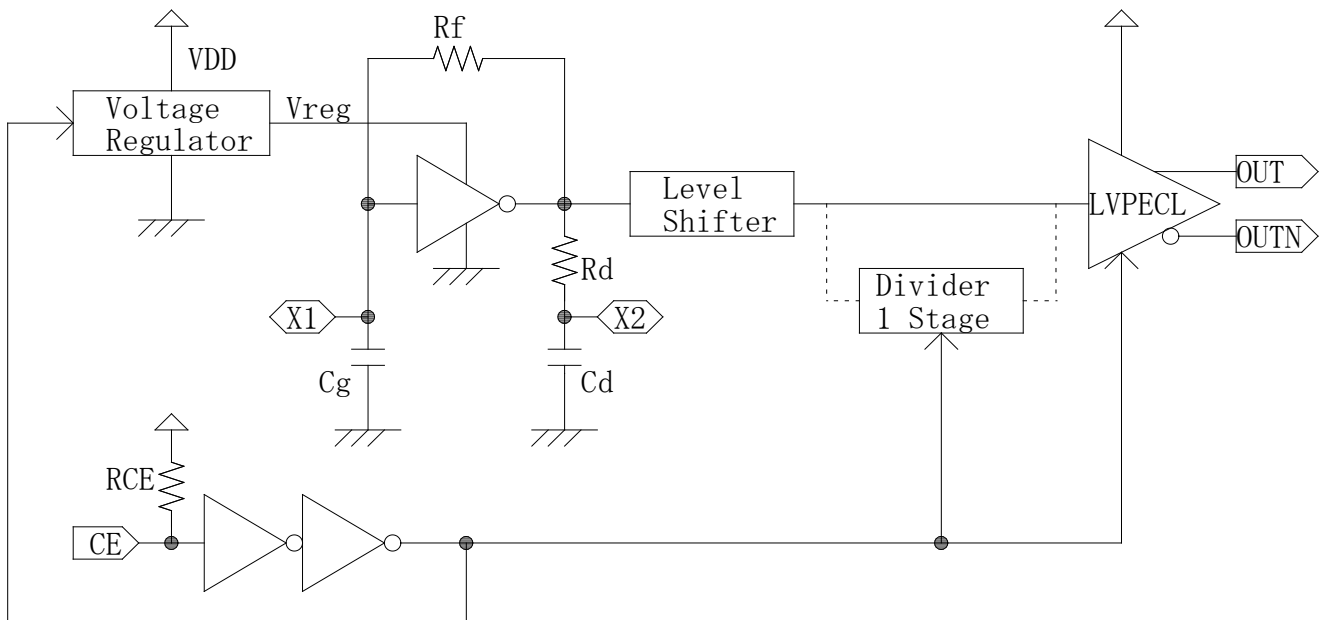 Rf
VDD
Voltage
Regulator
Vreg
Level
Shifter
LVPECL
OUT
OUTN
Rd
Divider
1 Stage
X1
X2
Cg
Cd
RCE
CE